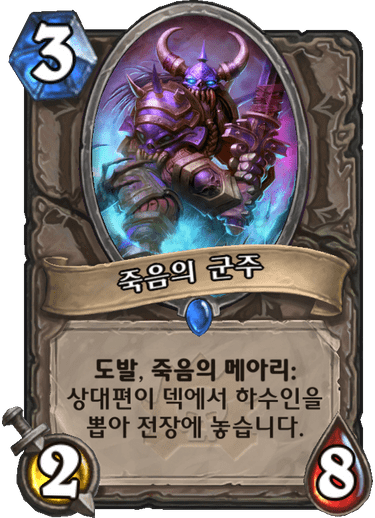 3
죽음의 군주
도발, 죽음의 메아리:
상대편이 덱에서 하수인을
뽑아 전장에 놓습니다.
2
8